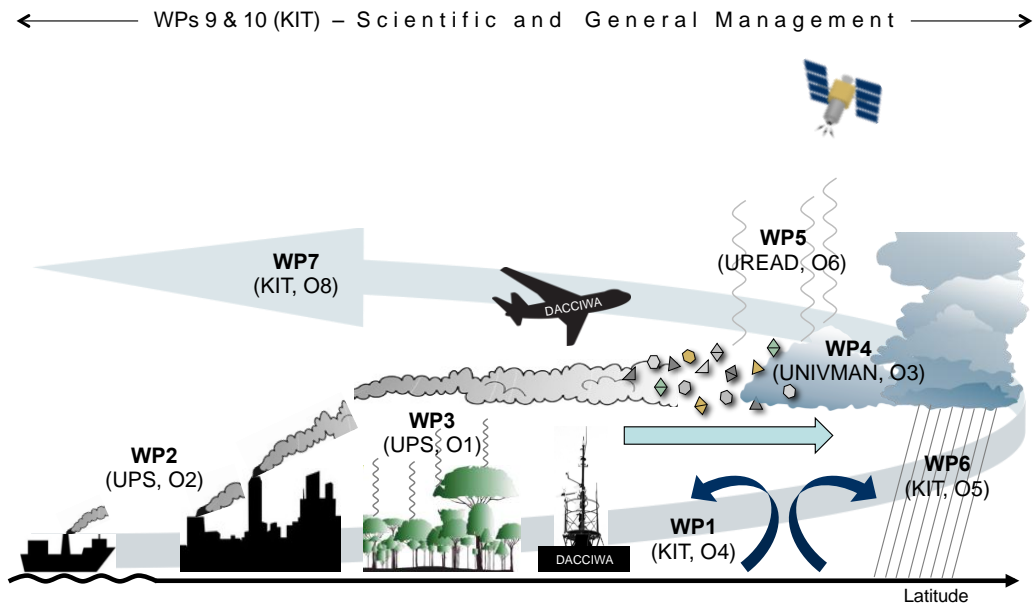 WPs 9 & 10 (KIT) – Scientific and General Management
WP5
(UREAD, O6)
WP7
(KIT, O8)
DACCIWA
WP4
(UNIVMAN, O3)
WP3
(UPS, O1)
WP2
(UPS, O2)
WP6
(KIT, O5)
WP1
(KIT, O4)
DACCIWA
Latitude